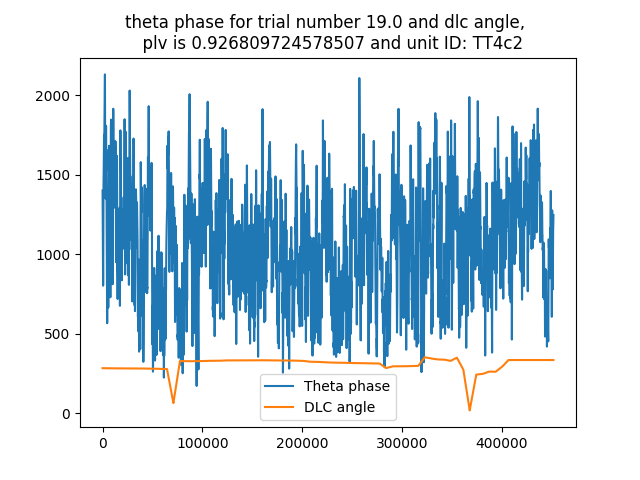 theta phase for trial number 19.0 and dlc angle,
plv is 0.926809724578507 and unit ID: TT4c2
2000
1500
1000
500
0
Theta phase
DLC angle
0
100000
200000
300000
400000